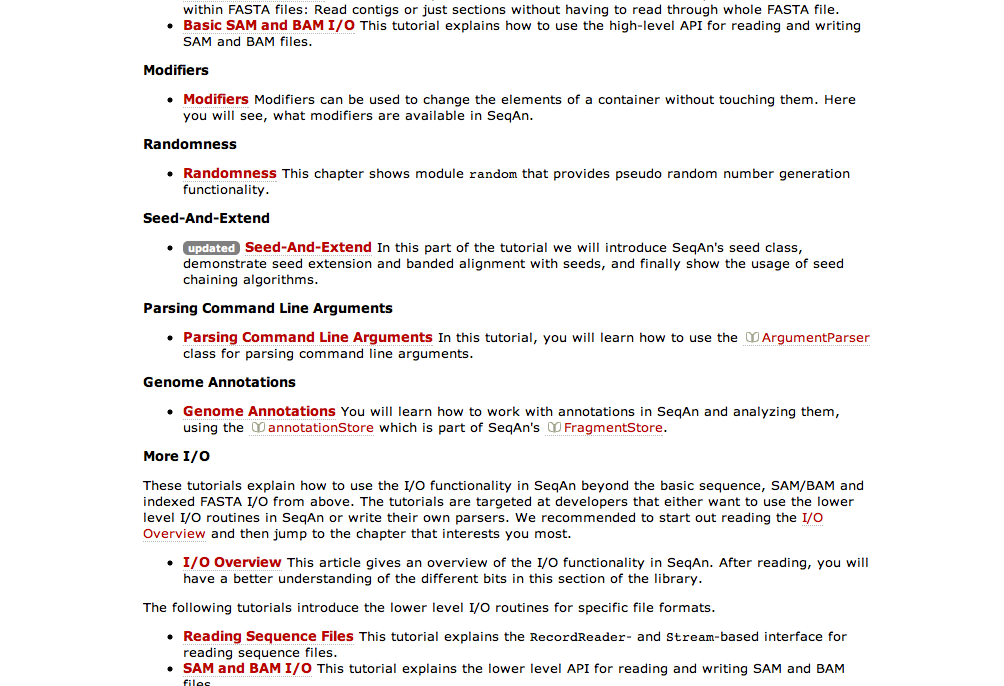 within FASTA files: Read contigs or just sections without having to read through whole FASTA file.
• Basic SAM and BAM I/O This tutorial explains how to use the high-level API for reading and writing
SAM and BAM files.
Modifiers
• Modifiers Modifiers can be used to change the elements of a container without touching them. Here
you will see, what modifiers are available in SeqAn.
Randomness
• Randomness This chapter shows module random that provides pseudo random number generation
functionality.
Seed-And-Extend
• updated Seed-And-Extend In this part of the tutorial we will introduce SeqAn's seed class,
demonstrate seed extension and banded alignment with seeds, and finally show the usage of seed
chaining algorithms.
Parsing Command Line Arguments
• Parsing Command Line Arguments In this tutorial, you will learn how to use the ArgumentParser
class for parsing command line arguments.
Genome Annotations
• Genome Annotations You will learn how to work with annotations in SeqAn and analyzing them,
using the annotationStore which is part of SeqAn's FragmentStore.
More I/O
These tutorials explain how to use the I/O functionality in SeqAn beyond the basic sequence, SAM/BAM and
indexed FASTA I/O from above. The tutorials are targeted at developers that either want to use the lower
level I/O routines in SeqAn or write their own parsers. We recommended to start out reading the I/O
Overview and then jump to the chapter that interests you most.
• I/O Overview This article gives an overview of the I/O functionality in SeqAn. After reading, you will
have a better understanding of the different bits in this section of the library.
The following tutorials introduce the lower level I/O routines for specific file formats.
• Reading Sequence Files This tutorial explains the RecordReader- and Stream-based interface for
reading sequence files.
• SAM and BAM I/O This tutorial explains the lower level API for reading and writing SAM and BAM
files.